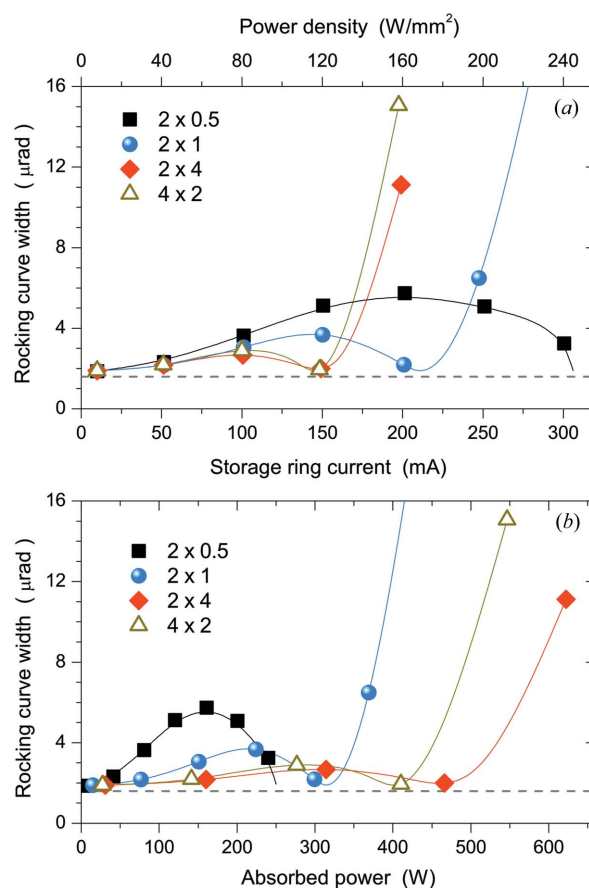 Power density (W/mm²)
0 40 80 120 160 200 240
16
12
8
4
0
Rocking curve width ( μrad )
(a)
2 x 0.5
2 x 1
2 x 4
4 x 2
0 50 100 150 200 250 300
Storage ring current (mA)
16
12
8
4
0
Rocking curve width ( μrad )
(b)
2 x 0.5
2 x 1
2 x 4
4 x 2
0 100 200 300 400 500 600
Absorbed power (W)